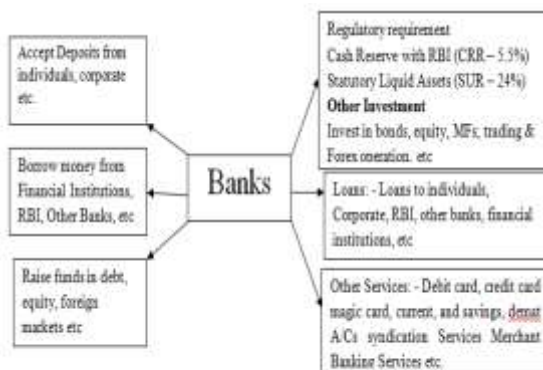 Accept Deposits from
individuals, corporate
etc.
Borrow money from
Financial Institutions,
RBI, Other Banks, etc
Raise funds in debt,
equity, foreign
markets etc
Banks
Regulatory requirement
Cash Reserve with RBI (CRR – 5.5%)
Statutory Liquid Assets (SUR – 24%)
Other Investment
Invest in bonds, equity, MFs, trading &
Forex operation. etc
Loans: - Loans to individuals,
Corporate, RBI, other banks, financial
institutions, etc
Other Services: - Debit card, credit card
magic card, current, and savings, demat
A/Cs syndication Services Merchant
Banking Services etc.